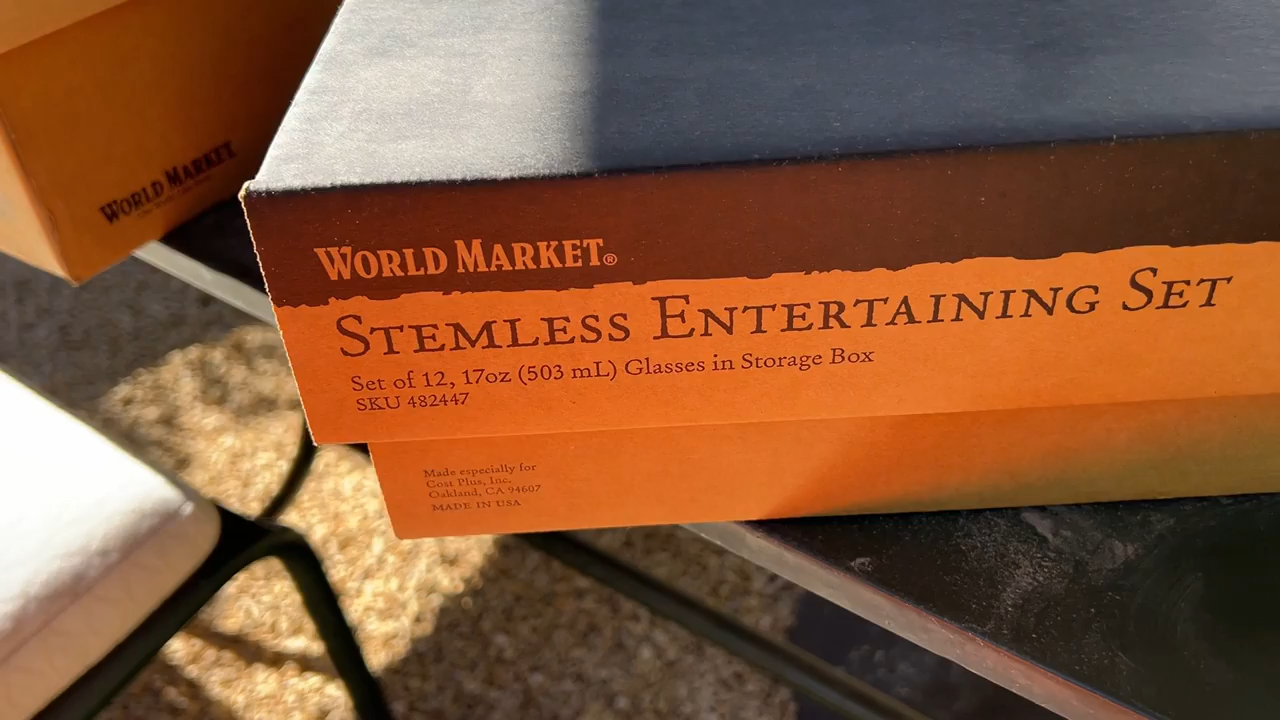 WORLD MARKET
WORLD MARKET®
STEMLESS ENTERTAINING SET
Set of 12, 17oz (503 mL) Glasses in Storage Box
SKU 482447
Made especially for
Cost Plus, Inc.
Oakland, CA 94607
MADE IN USA